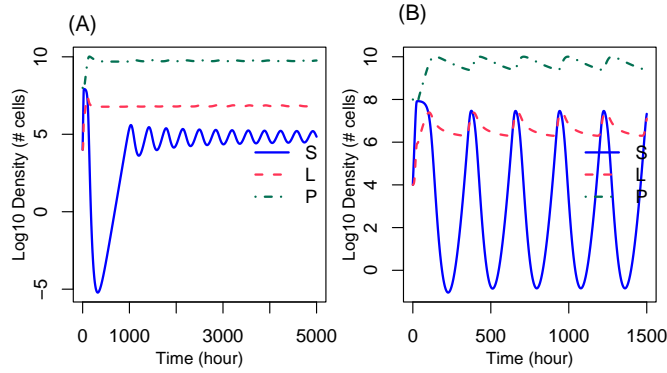 (A)
Log10 Density (# cells)
10
5
0
−5
S
L
P
0 1000 3000 5000
Time (hour)
(B)
Log10 Density (# cells)
10
8
6
4
2
0
S
L
P
0 500 1000 1500
Time (hour)